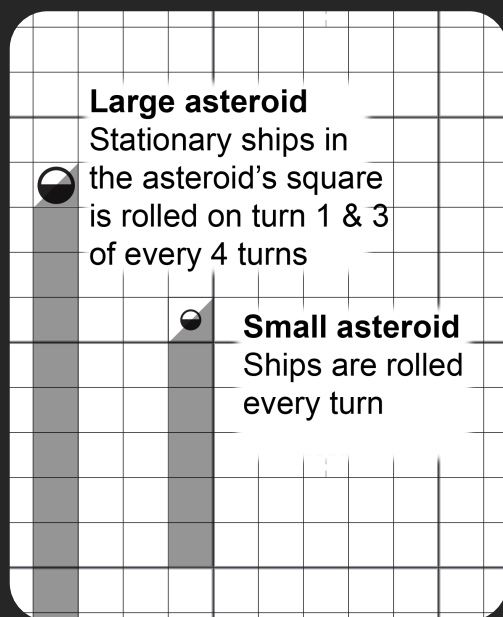 Large asteroid
Stationary ships in
the asteroid’s square
is rolled on turn 1 & 3
of every 4 turns
Small asteroid
Ships are rolled
every turn